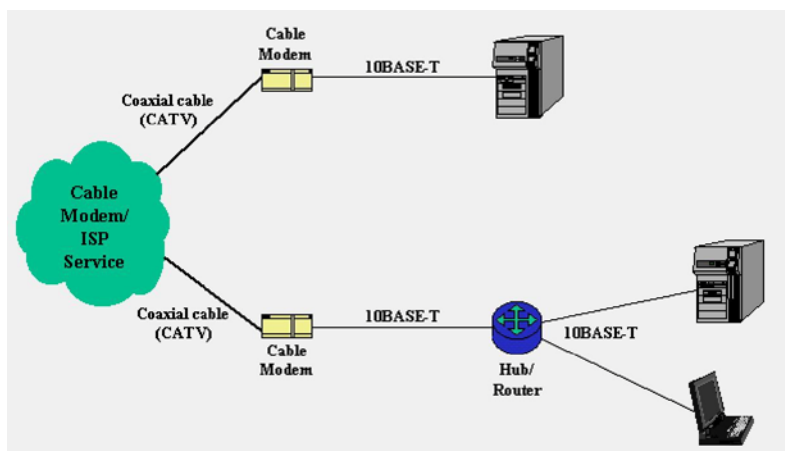 Cable
Modem
10BASE-T
Coaxial cable
(CATV)
Cable
Modem/
ISP
Service
Coaxial cable
(CATV)
10BASE-T
10BASE-T
Cable
Modem
Hub/
Router